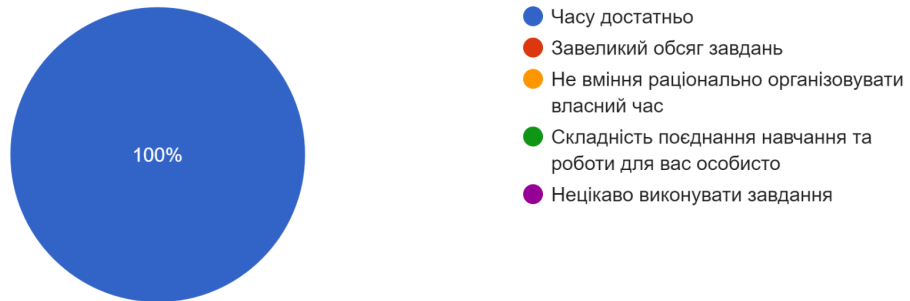 100%
Часу достатньо
Завеликий обсяг завдань
Не вміння раціонально організовувати
власний час
Складність поєднання навчання та
роботи для вас особисто
Нецікаво виконувати завдання